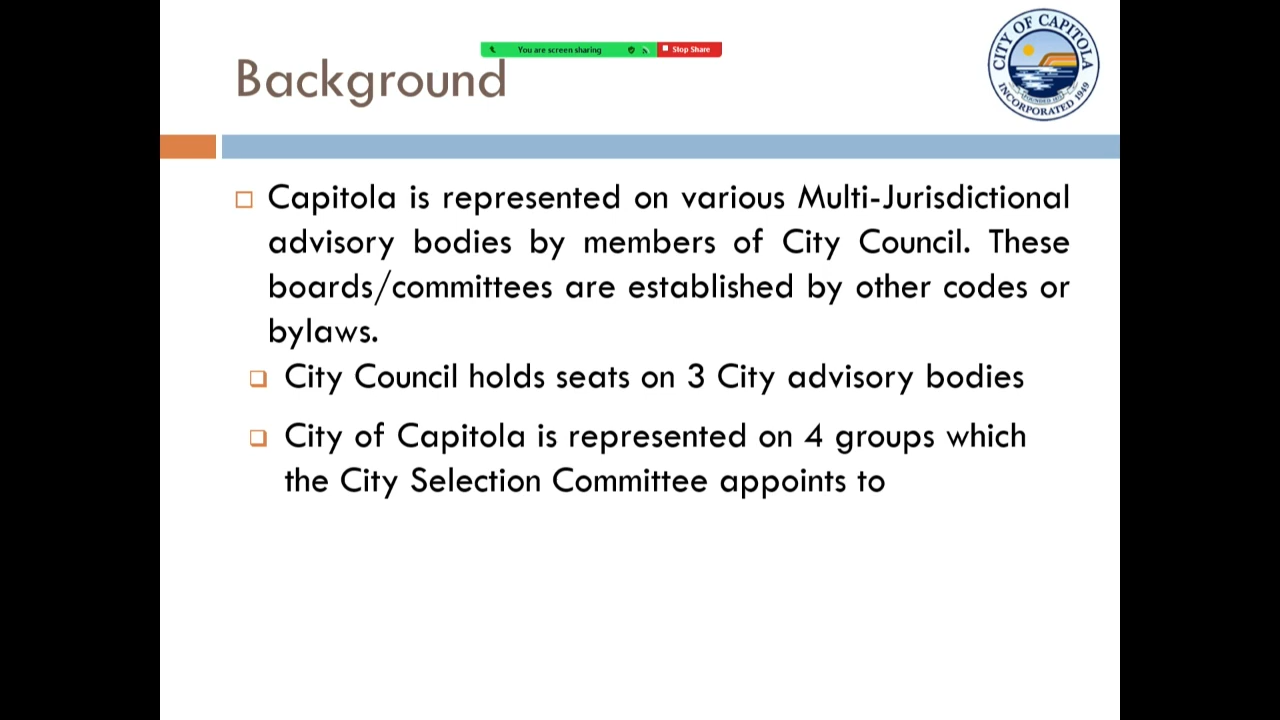 You are screen sharing
Stop Share
Background
CITY OF CAPITOLA
FOUNDED 1872
INCORPORATED 1949
Capitola is represented on various Multi-Jurisdictional
advisory bodies by members of City Council. These
boards/committees are established by other codes or
bylaws.
City Council holds seats on 3 City advisory bodies
City of Capitola is represented on 4 groups which
the City Selection Committee appoints to